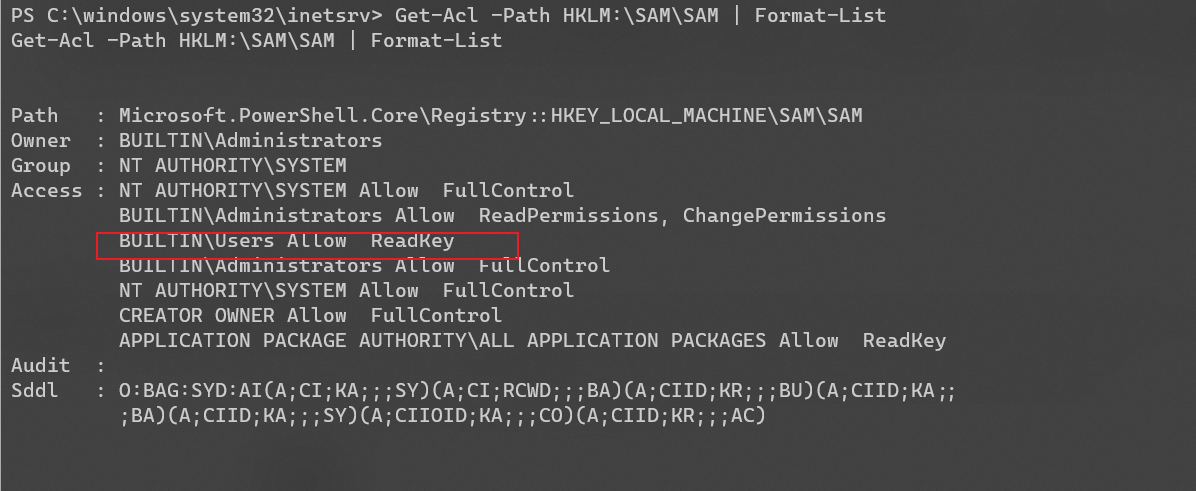 PS C:\windows\system32\inetsrv> Get-Acl -Path HKLM:\SAM\SAM | Format-List
Get-Acl -Path HKLM:\SAM\SAM | Format-List
Path   : Microsoft.PowerShell.Core\Registry::HKEY_LOCAL_MACHINE\SAM\SAM
Owner  : BUILTIN\Administrators
Group  : NT AUTHORITY\SYSTEM
Access : NT AUTHORITY\SYSTEM Allow  FullControl
         BUILTIN\Administrators Allow  ReadPermissions, ChangePermissions
         BUILTIN\Users Allow  ReadKey
         BUILTIN\Administrators Allow  FullControl
         NT AUTHORITY\SYSTEM Allow  FullControl
         CREATOR OWNER Allow  FullControl
         APPLICATION PACKAGE AUTHORITY\ALL APPLICATION PACKAGES Allow  ReadKey
Audit  :
Sddl   : O:BAG:SYD:AI(A;CI;KA;;;SY)(A;CI;RCWD;;;BA)(A;CIID;KR;;;BU)(A;CIID;KA;;
         ;BA)(A;CIID;KA;;;SY)(A;CIIOID;KA;;;CO)(A;CIID;KR;;;AC)